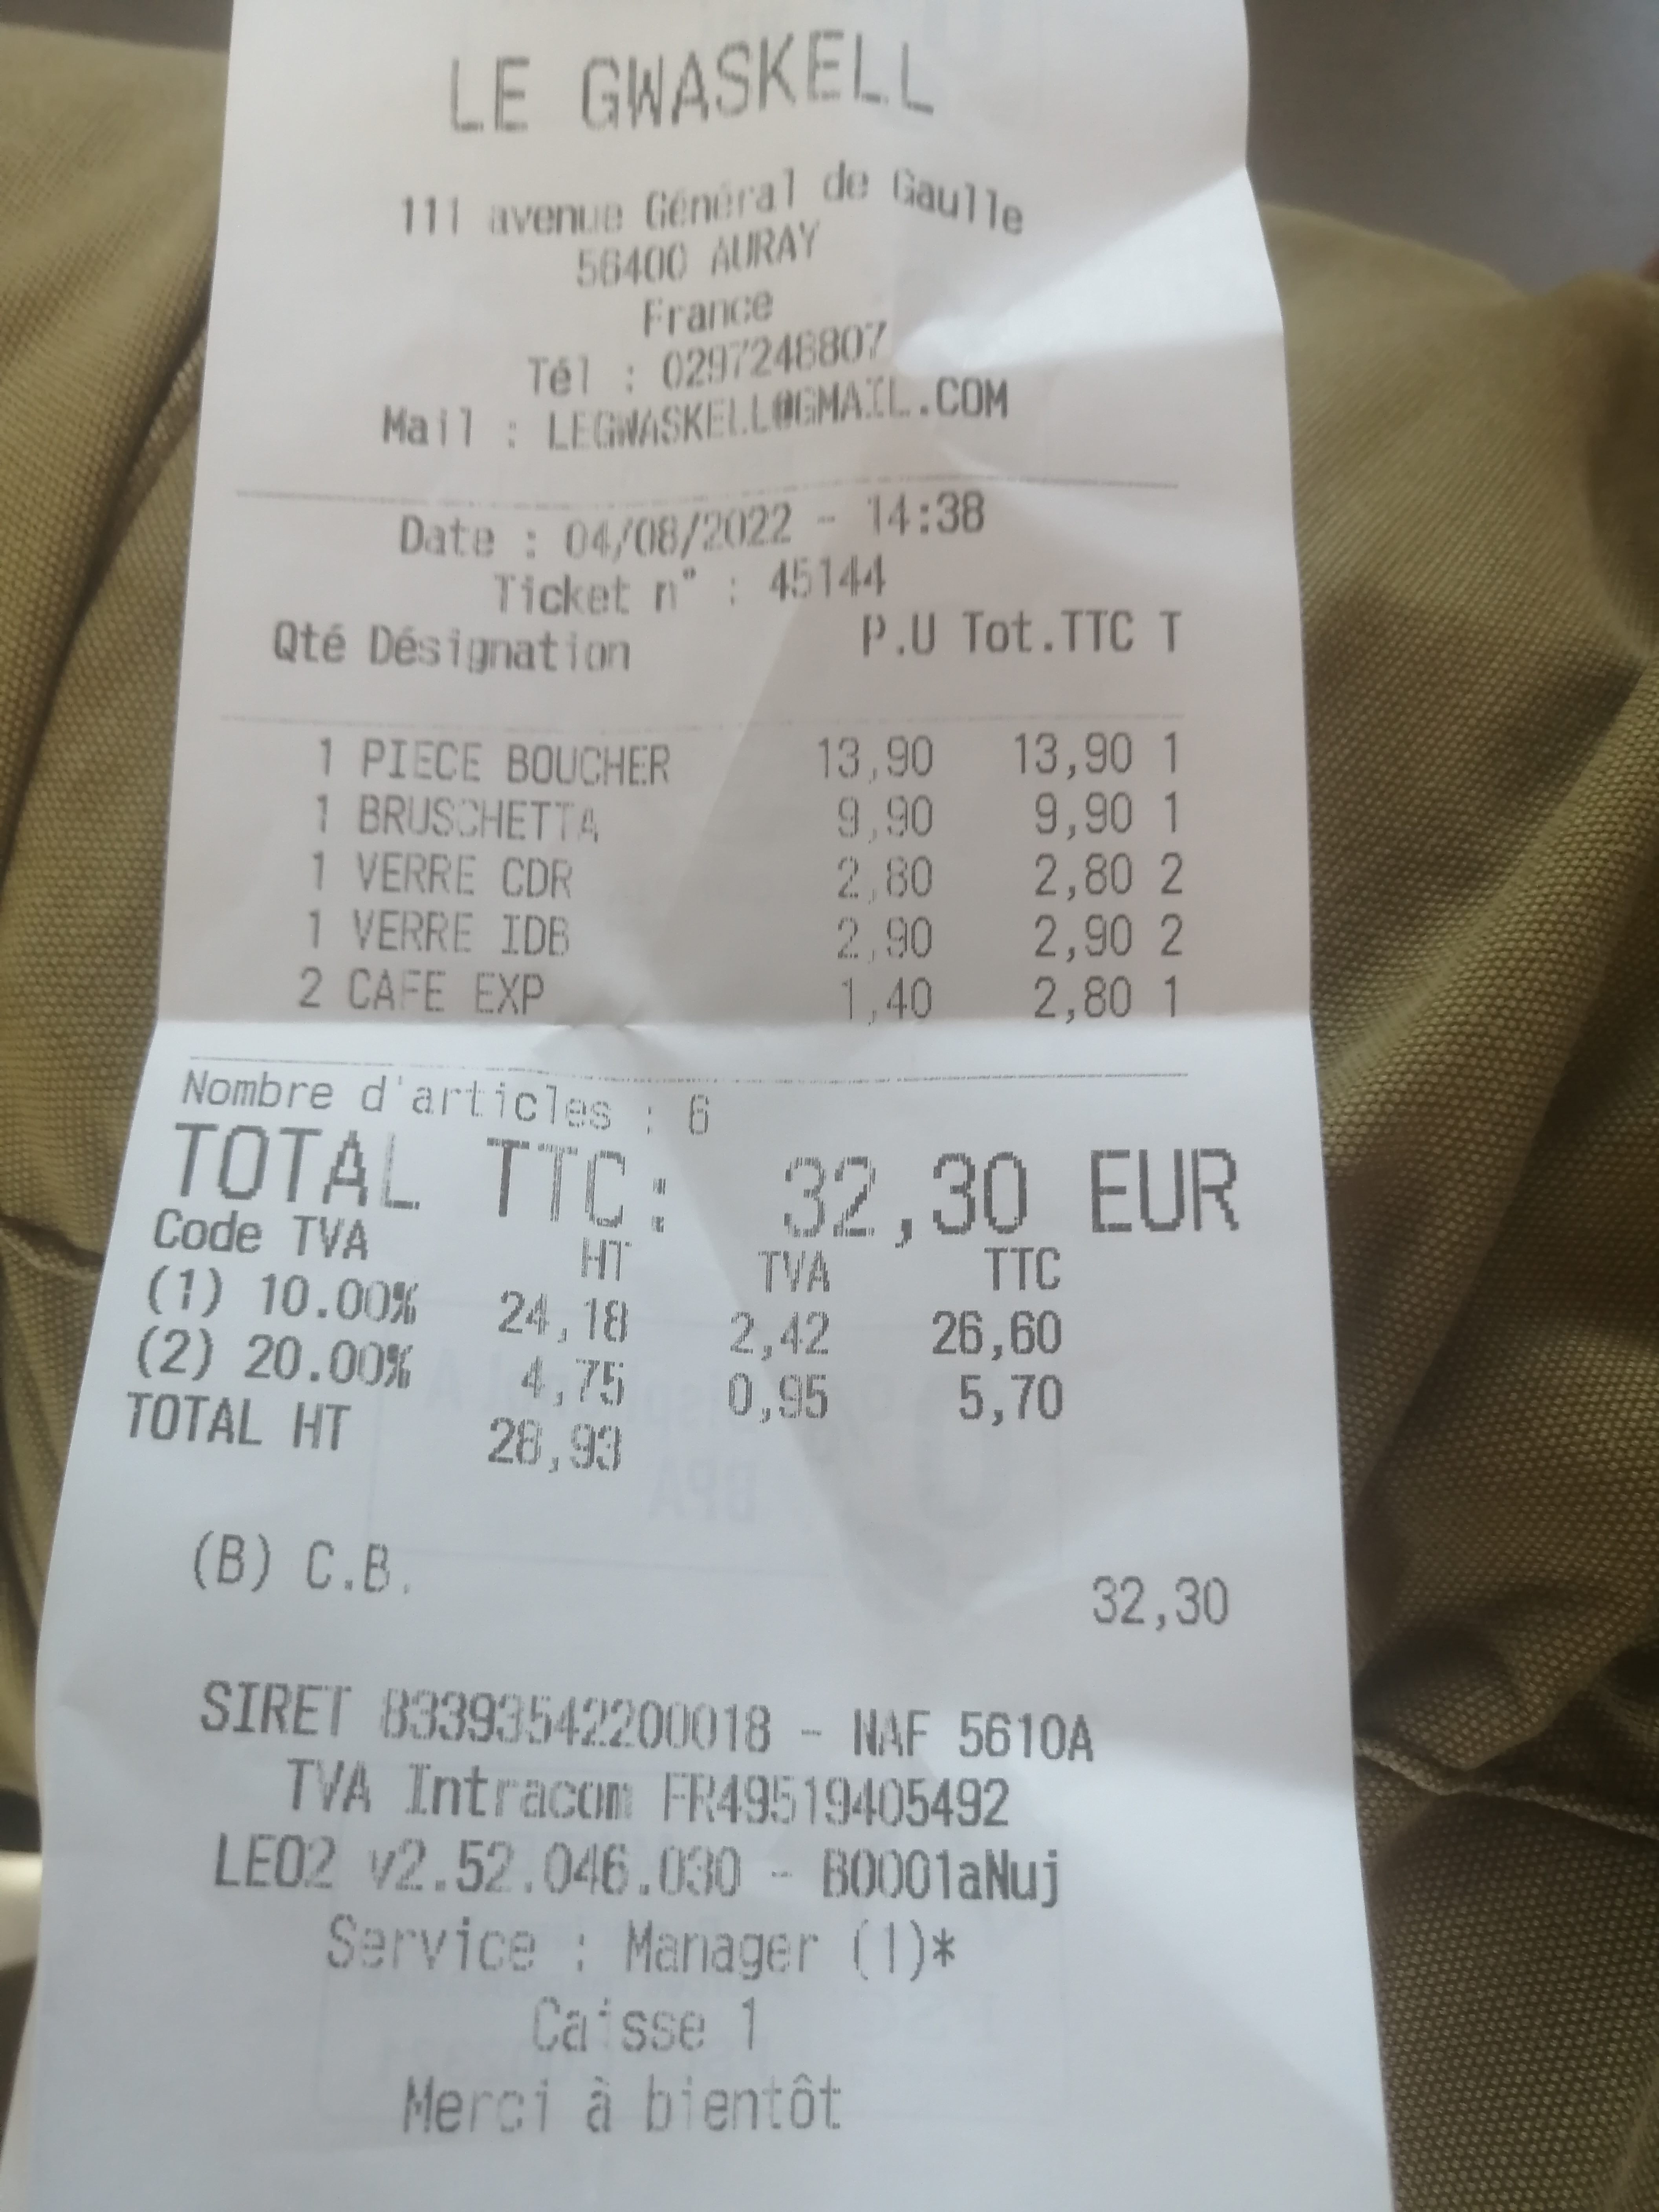 LE GWASKELL
111 avenue Général de Gaulle
56400 AURAY
France
Tél : 0297248807
Mail : LEGWASKELL@GMAIL.COM
Date : 04/08/2022 - 14:38
Ticket n° : 45144
Qté Désignation P.U Tot.TTC T
1 PIECE BOUCHER 13,90 13,90 1
1 BRUSCHETTA 9,90 9,90 1
1 VERRE CDR 2,80 2,80 2
1 VERRE IDB 2,90 2,90 2
2 CAFE EXP 1,40 2,80 1
Nombre d'articles : 6
TOTAL TTC: 32,30 EUR
Code TVA HT TVA TTC
(1) 10.00% 24,18 2,42 26,60
(2) 20.00% 4,75 0,95 5,70
TOTAL HT 28,93
(B) C.B. 32,30
SIRET 83393542200018 - NAF 5610A
TVA Intracom FR49519405492
LEO2 v2.52.046.030 - B0001aNuj
Service : Manager (1)*
Caisse 1
Merci à bientôt